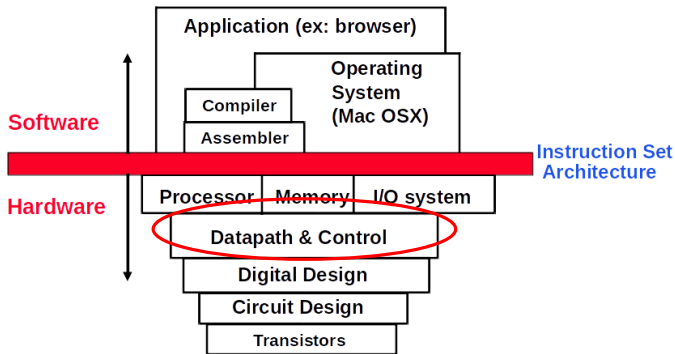 Application (ex: browser)
Operating
System
(Mac OSX)
Compiler
Assembler
Software
Instruction Set
Architecture
Hardware
Processor
Memory
I/O system
Datapath & Control
Digital Design
Circuit Design
Transistors